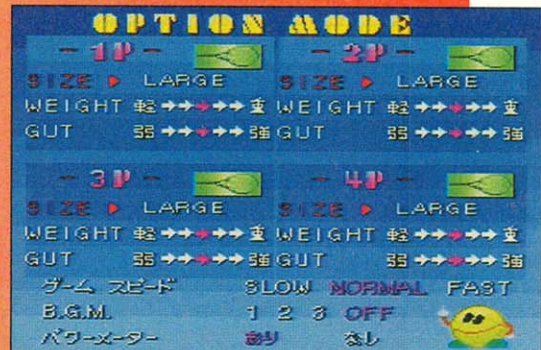 OPTION MODE
- 1P -
SIZE ▶ LARGE
WEIGHT 軽 →→→→→ 重
GUT 弱 →→→→→ 強
- 2P -
SIZE ▶ LARGE
WEIGHT 軽 →→→→→ 重
GUT 弱 →→→→→ 強
- 3P -
SIZE ▶ LARGE
WEIGHT 軽 →→→→→ 重
GUT 弱 →→→→→ 強
- 4P -
SIZE ▶ LARGE
WEIGHT 軽 →→→→→ 重
GUT 弱 →→→→→ 強
ゲーム スピード SLOW NORMAL FAST
B.G.M. 1 2 3 OFF
パワーメーター あり なし